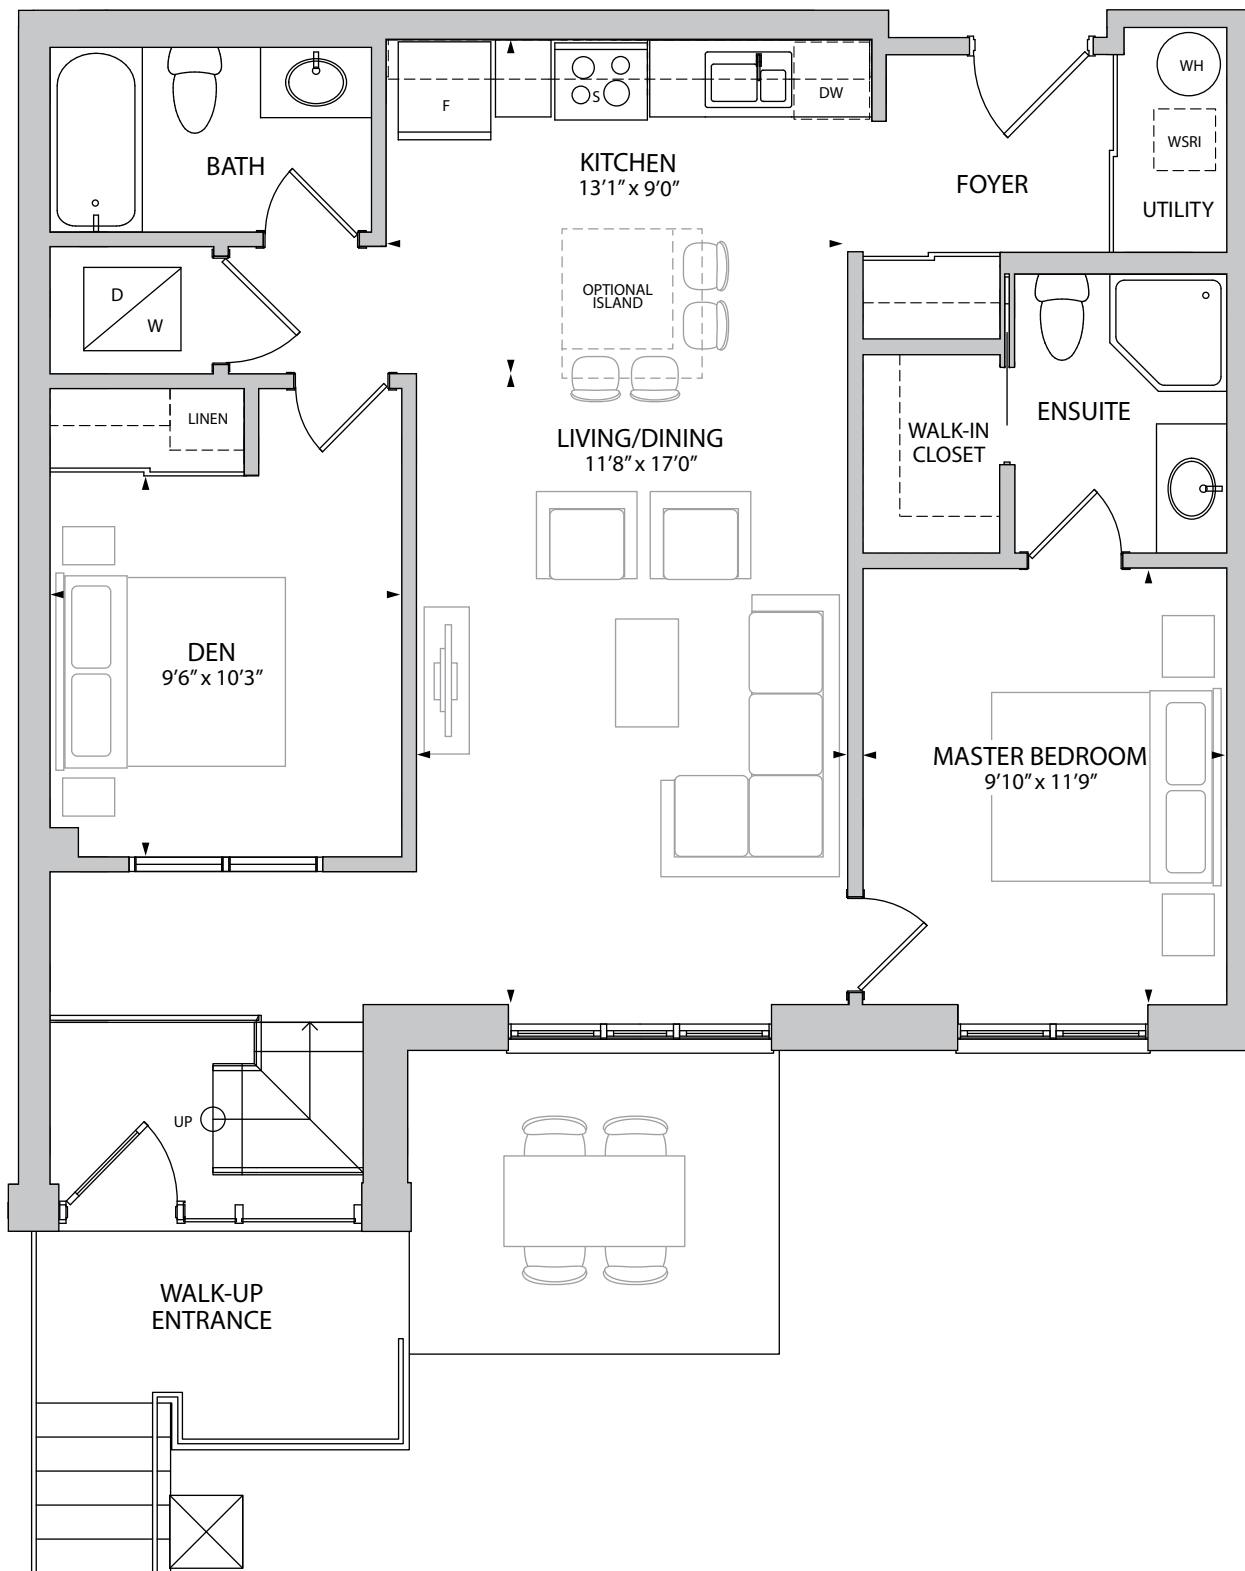 WH
F
S
DW
WSRI
BATH
KITCHEN
13'1" x 9'0"
FOYER
UTILITY
D
W
OPTIONAL
ISLAND
LINEN
WALK-IN
CLOSET
ENSUITE
LIVING/DINING
11'8" x 17'0"
DEN
9'6" x 10'3"
MASTER BEDROOM
9'10" x 11'9"
UP
WALK-UP
ENTRANCE